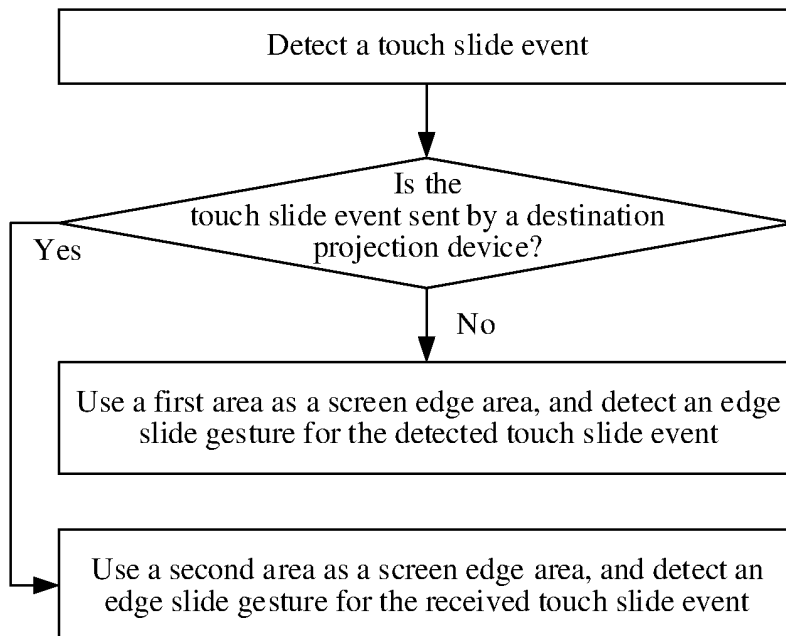 Detect a touch slide event
Is the
touch slide event sent by a destination
projection device?
Yes
No
Use a first area as a screen edge area, and detect an edge
slide gesture for the detected touch slide event
Use a second area as a screen edge area, and detect an
edge slide gesture for the received touch slide event